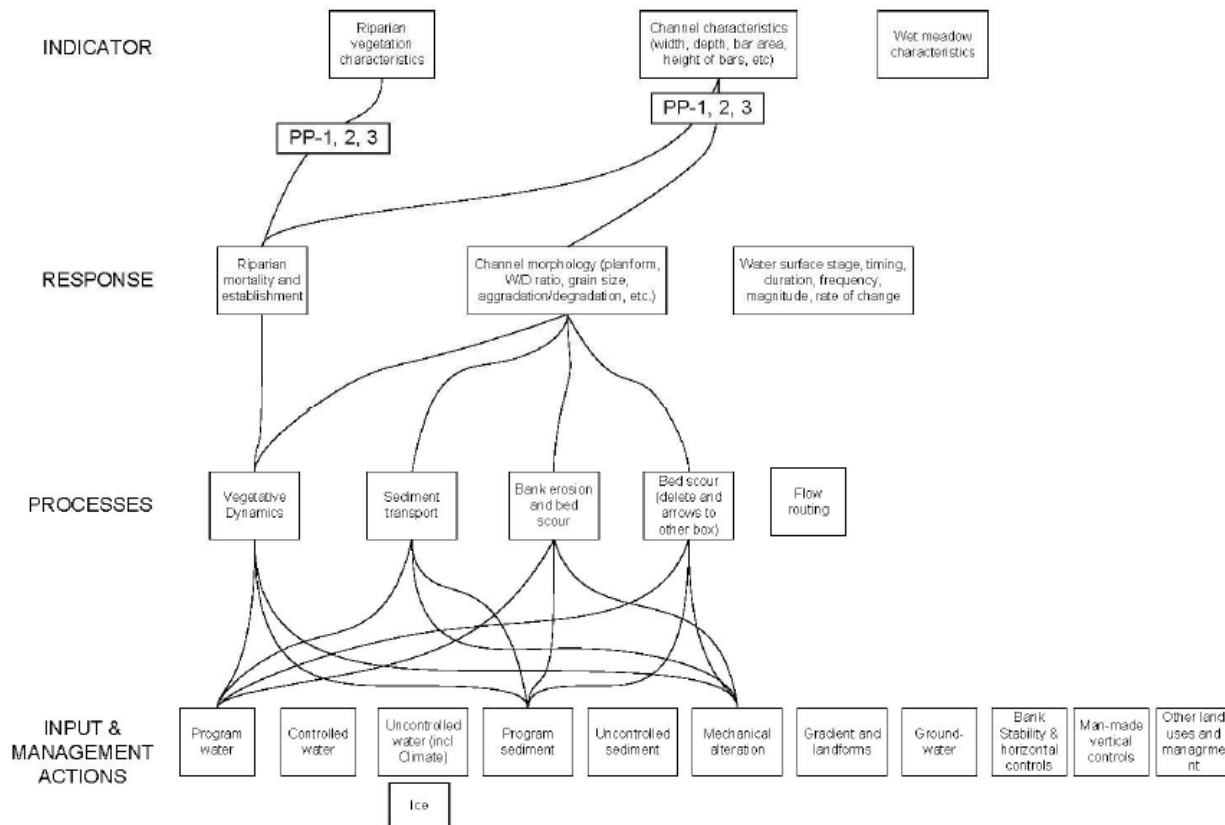 INDICATOR
Riparian
vegetation
characteristics
Channel characteristics
(width, depth, bar area,
height of bars, etc)
Wet meadow
characteristics
PP-1, 2, 3
PP-1, 2, 3
RESPONSE
Riparian
mortality and
establishment
Channel morphology (planform,
W/D ratio, grain size,
aggradation/degradation, etc.)
Water surface stage, timing,
duration, frequency,
magnitude, rate of change
PROCESSES
Vegetative
Dynamics
Sediment
transport
Bank erosion
and bed
scour
Bed scour
(delete and
arrows to
other box)
Flow
routing
INPUT &
MANAGEMENT
ACTIONS
Program
water
Controlled
water
Uncontrolled
water (incl
Climate)
Program
sediment
Uncontrolled
sediment
Mechanical
alteration
Gradient and
landforms
Ground-
water
Bank
Stability &
horizontal
controls
Man-made
vertical
controls
Other land
uses and
managme
nt
Ice